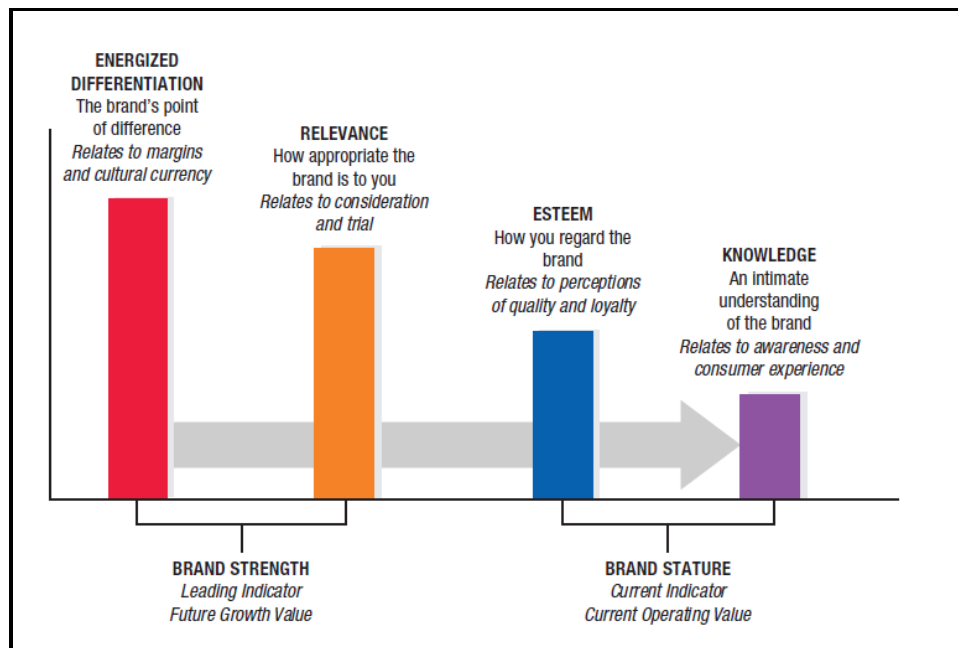 ENERGIZED
DIFFERENTIATION
The brand's point
of difference
Relates to margins
and cultural currency
RELEVANCE
How appropriate the
brand is to you
Relates to consideration
and trial
ESTEEM
How you regard the
brand
Relates to perceptions
of quality and loyalty
KNOWLEDGE
An intimate
understanding
of the brand
Relates to awareness and
consumer experience
BRAND STRENGTH
Leading Indicator
Future Growth Value
BRAND STATURE
Current Indicator
Current Operating Value